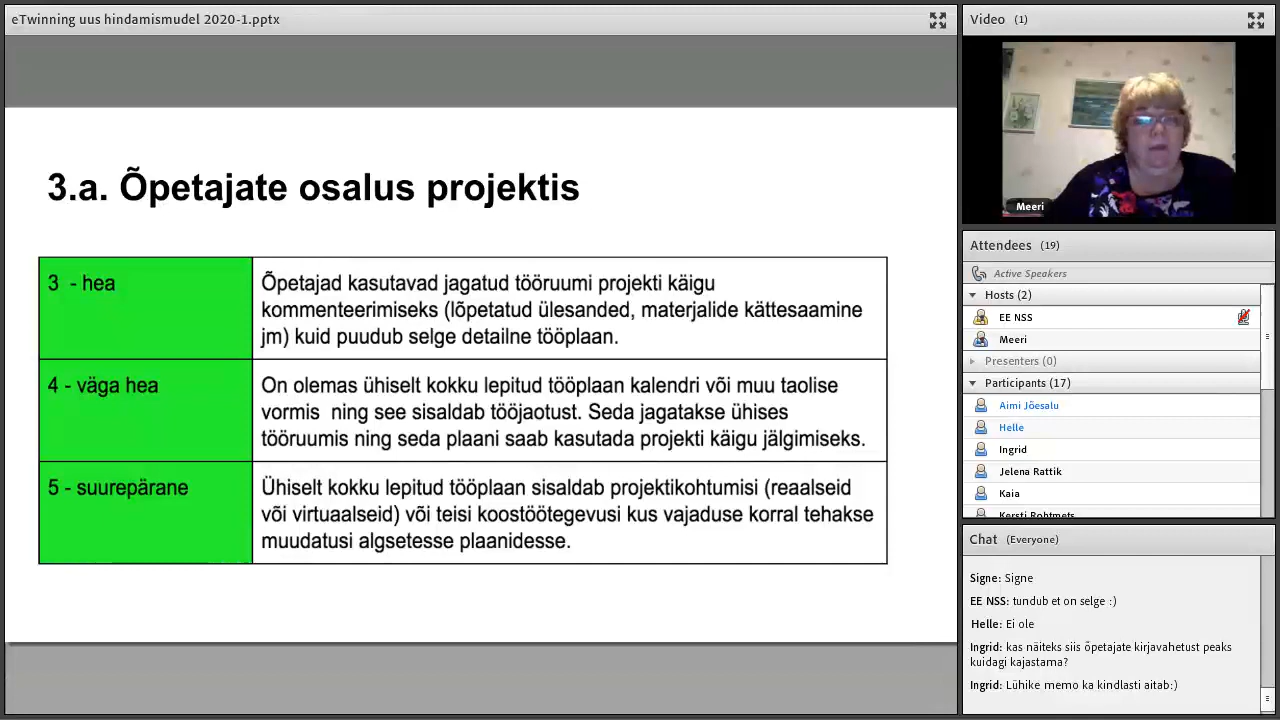 eTwinning uus hindamismudel 2020-1.pptx
3.a. Õpetajate osalus projektis
3 - hea
Õpetajad kasutavad jagatud tööruumi projekti käigu
kommenteerimiseks (lõpetatud ülesanded, materjalide kättesaamine
jm) kuid puudub selge detailne tööplaan.
4 - väga hea
On olemas ühiselt kokku lepitud tööplaan kalendri või muu taolise
vormis ning see sisaldab tööjaotust. Seda jagatakse ühises
tööruumis ning seda plaani saab kasutada projekti käigu jälgimiseks.
5 - suurepärane
Ühiselt kokku lepitud tööplaan sisaldab projektikohtumisi (reaalseid
või virtuaalseid) või teisi koostöötegevusi kus vajaduse korral tehakse
muudatusi algsetesse plaanidesse.
Video (1)
Meeri
Attendees (19)
Active Speakers
Hosts (2)
EE NSS
Meeri
Presenters (0)
Participants (17)
Aimi Jõesalu
Helle
Ingrid
Jelena Rattik
Kaia
Kersti Rohtmets
Chat (Everyone)
Signe: Signe
EE NSS: tundub et on selge :)
Helle: Ei ole
Ingrid: kas näiteks siis õpetajate kirjavahetust peaks
kuidagi kajastama?
Ingrid: Lühike memo ka kindlasti aitab:)